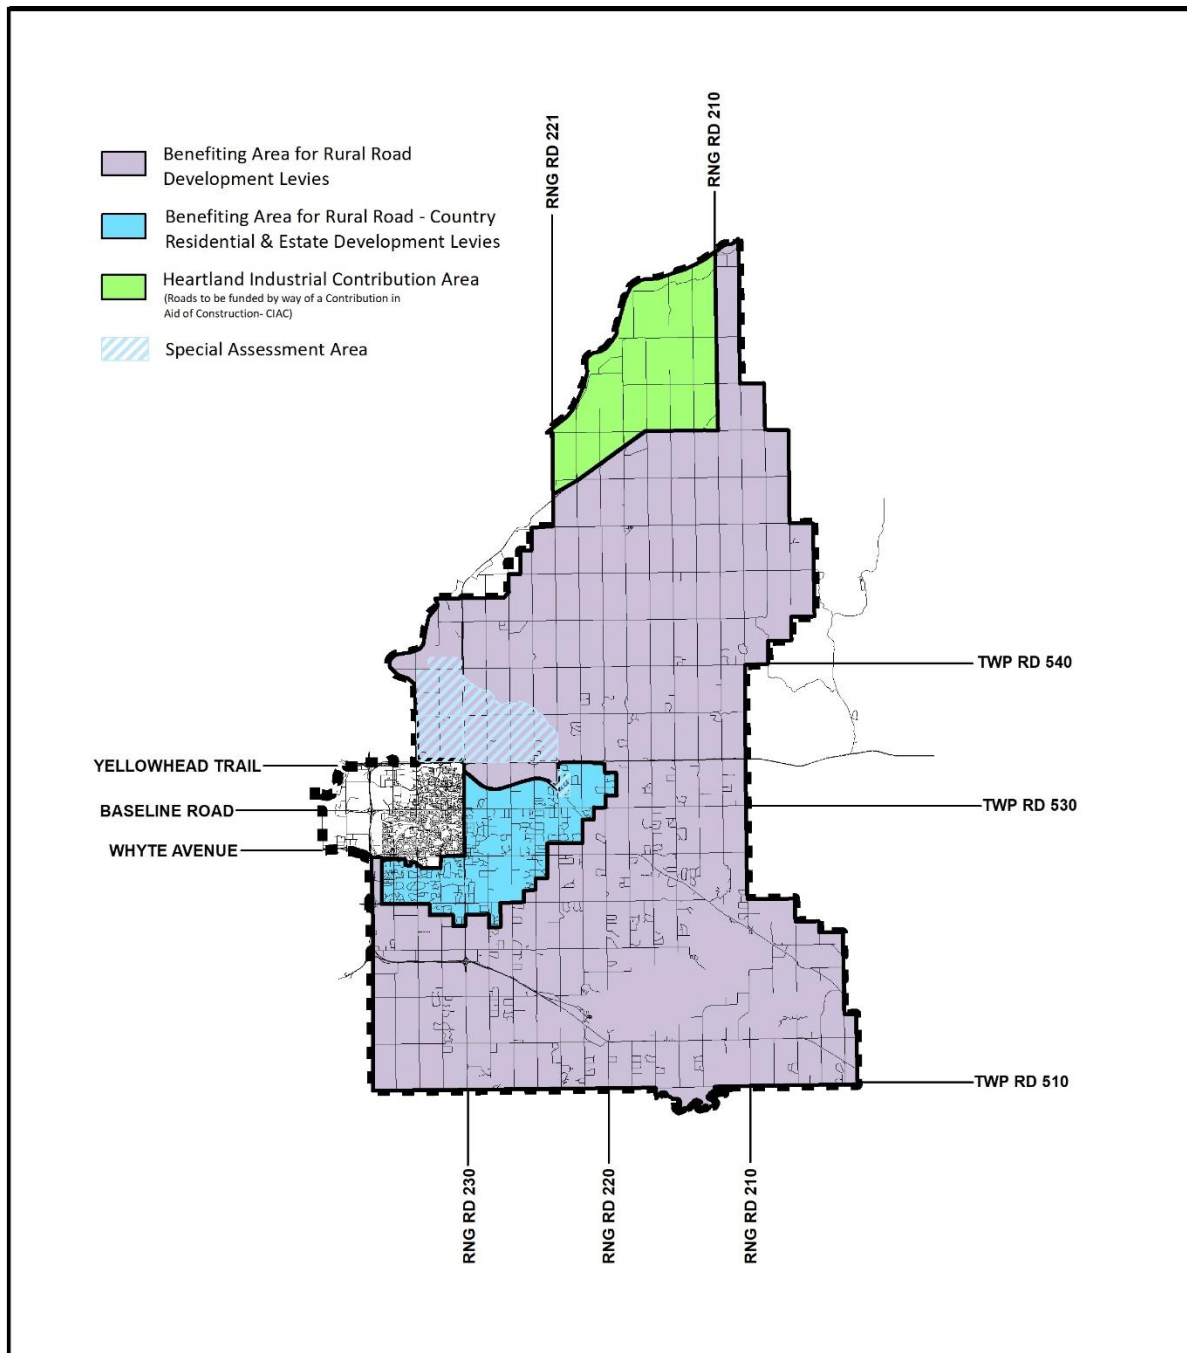 RNG RD 221
RNG RD 210
Benefiting Area for Rural Road
Development Levies
Benefiting Area for Rural Road - Country
Residential & Estate Development Levies
Heartland Industrial Contribution Area
(Roads to be funded by way of a Contribution in
Aid of Construction- CIAC)
Special Assessment Area
TWP RD 540
YELLOWHEAD TRAIL
BASELINE ROAD
TWP RD 530
WHYTE AVENUE
TWP RD 510
RNG RD 230
RNG RD 220
RNG RD 210